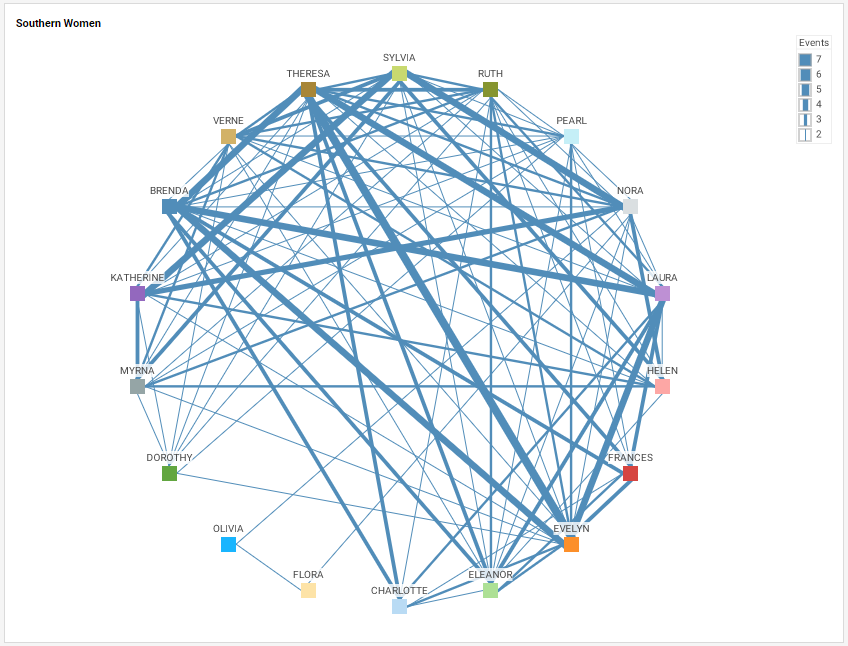 Southern Women
Events
7
6
5
4
3
2
SYLVIA
THERESA
RUTH
VERNE
PEARL
BRENDA
NORA
KATHERINE
LAURA
MYRNA
HELEN
DOROTHY
FRANCES
OLIVIA
EVELYN
FLORA
ELEANOR
CHARLOTTE